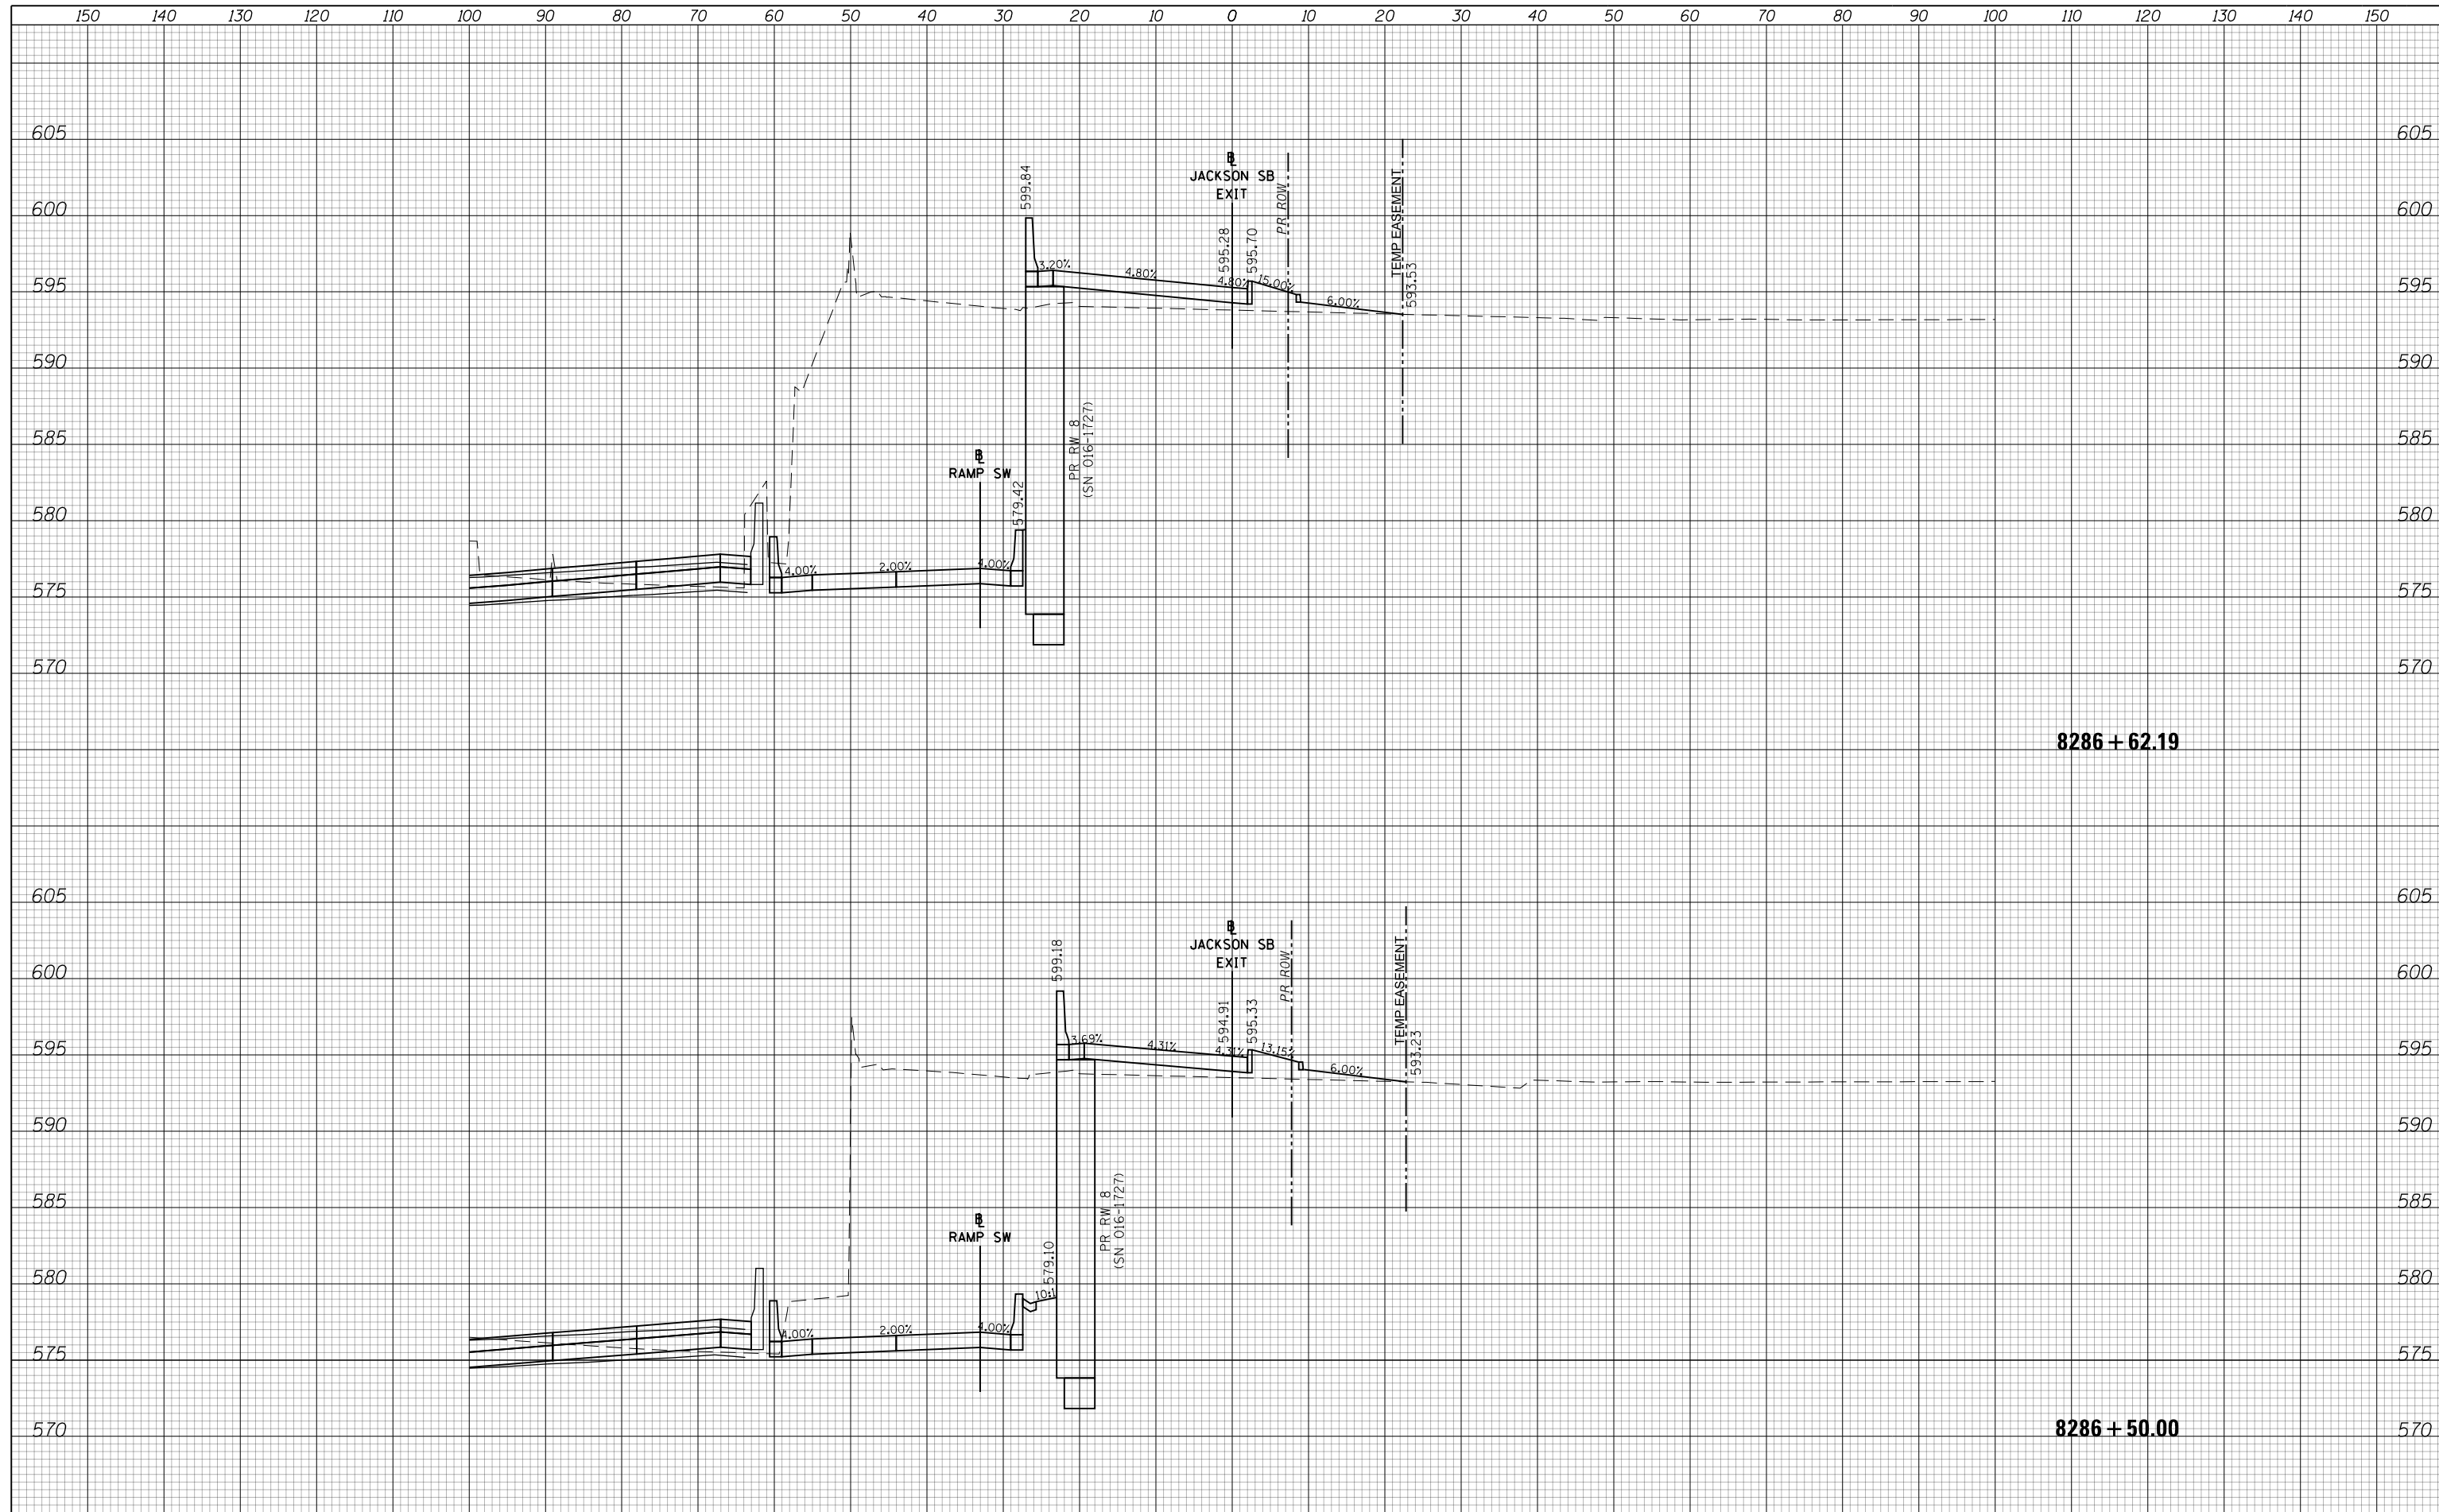 150 140 130 120 110 100 90 80 70 60 50 40 30 20 10 0 10 20 30 40 50 60 70 80 90 100 110 120 130 140 150
605 605
600 600
595 595
590 590
585 585
580 580
575 575
570 570
599.84
3.20%
4.80%
℄
JACKSON SB
EXIT
595.28
4.80%
595.70
15.00%
PR ROW
6.00%
TEMP EASEMENT
593.53
PR RW 8
(SN 016-1727)
℄
RAMP SW
579.42
4.00%
2.00%
4.00%
8286 + 62.19
605 605
600 600
595 595
590 590
585 585
580 580
575 575
570 570
599.18
3.69%
4.31%
℄
JACKSON SB
EXIT
594.91
4.31%
595.33
13.15%
PR ROW
6.00%
TEMP EASEMENT
593.23
PR RW 8
(SN 016-1727)
℄
RAMP SW
579.10
10:1
4.00%
2.00%
4.00%
8286 + 50.00